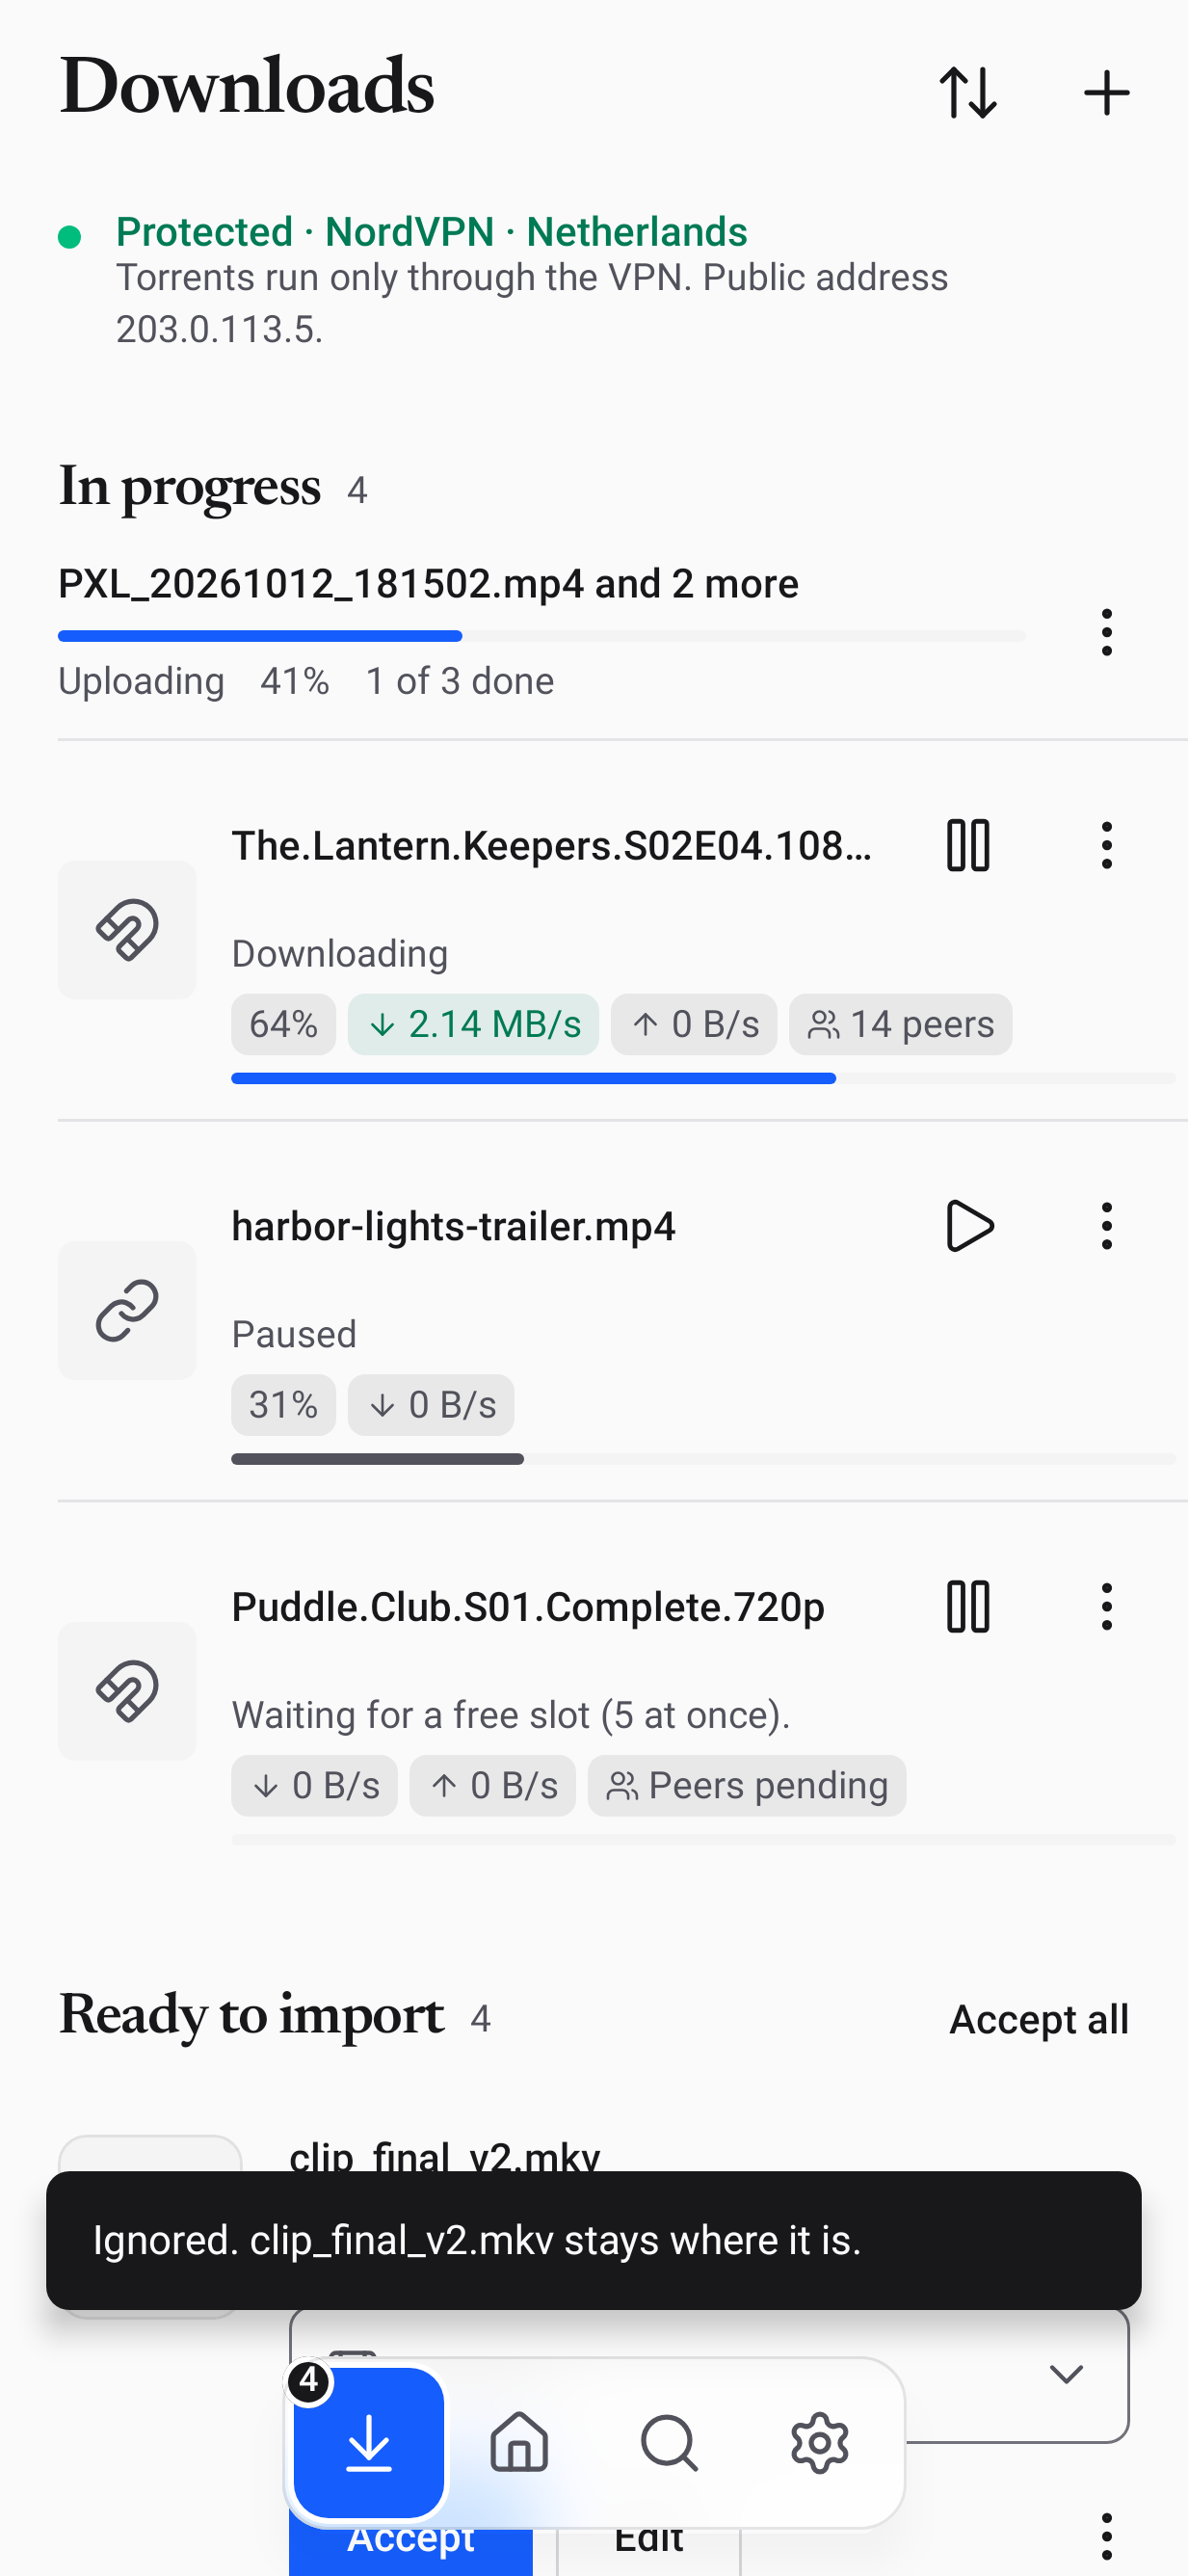 Downloads
Protected · NordVPN · Netherlands
Torrents run only through the VPN. Public address
203.0.113.5.
In progress 4
PXL_20261012_181502.mp4 and 2 more
Uploading 41% 1 of 3 done
The.Lantern.Keepers.S02E04.108…
Downloading
64% ↓ 2.14 MB/s ↑ 0 B/s 14 peers
harbor-lights-trailer.mp4
Paused
31% ↓ 0 B/s
Puddle.Club.S01.Complete.720p
Waiting for a free slot (5 at once).
↓ 0 B/s ↑ 0 B/s Peers pending
Ready to import 4 Accept all
clip_final_v2.mkv
Ignored. clip_final_v2.mkv stays where it is.
4
Accept Edit